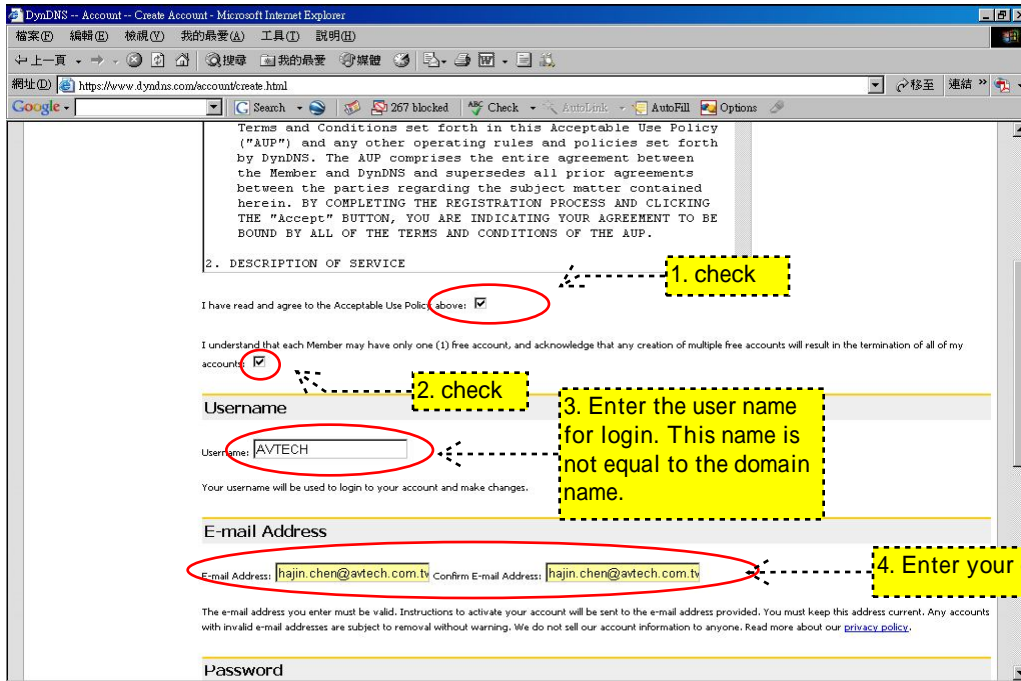 DynDNS -- Account -- Create Account - Microsoft Internet Explorer
檔案(F) 編輯(E) 檢視(V) 我的最愛(A) 工具(T) 說明(H)
上一頁 搜尋 我的最愛 媒體
網址(D) https://www.dyndns.com/account/create.html 移至 連結 »
Google Search 267 blocked ABC Check AutoLink AutoFill Options
Terms and Conditions set forth in this Acceptable Use Policy
("AUP") and any other operating rules and policies set forth
by DynDNS. The AUP comprises the entire agreement between
the Member and DynDNS and supersedes all prior agreements
between the parties regarding the subject matter contained
herein. BY COMPLETING THE REGISTRATION PROCESS AND CLICKING
THE "Accept" BUTTON, YOU ARE INDICATING YOUR AGREEMENT TO BE
BOUND BY ALL OF THE TERMS AND CONDITIONS OF THE AUP.
2. DESCRIPTION OF SERVICE
1. check
I have read and agree to the Acceptable Use Policy above:
I understand that each Member may have only one (1) free account, and acknowledge that any creation of multiple free accounts will result in the termination of all of my
accounts:
2. check
Username
3. Enter the user name
for login. This name is
not equal to the domain
name.
Username: AVTECH
Your username will be used to login to your account and make changes.
E-mail Address
4. Enter your
E-mail Address: hajin.chen@avtech.com.tw Confirm E-mail Address: hajin.chen@avtech.com.tw
The e-mail address you enter must be valid. Instructions to activate your account will be sent to the e-mail address provided. You must keep this address current. Any accounts
with invalid e-mail addresses are subject to removal without warning. We do not sell our account information to anyone. Read more about our privacy policy.
Password